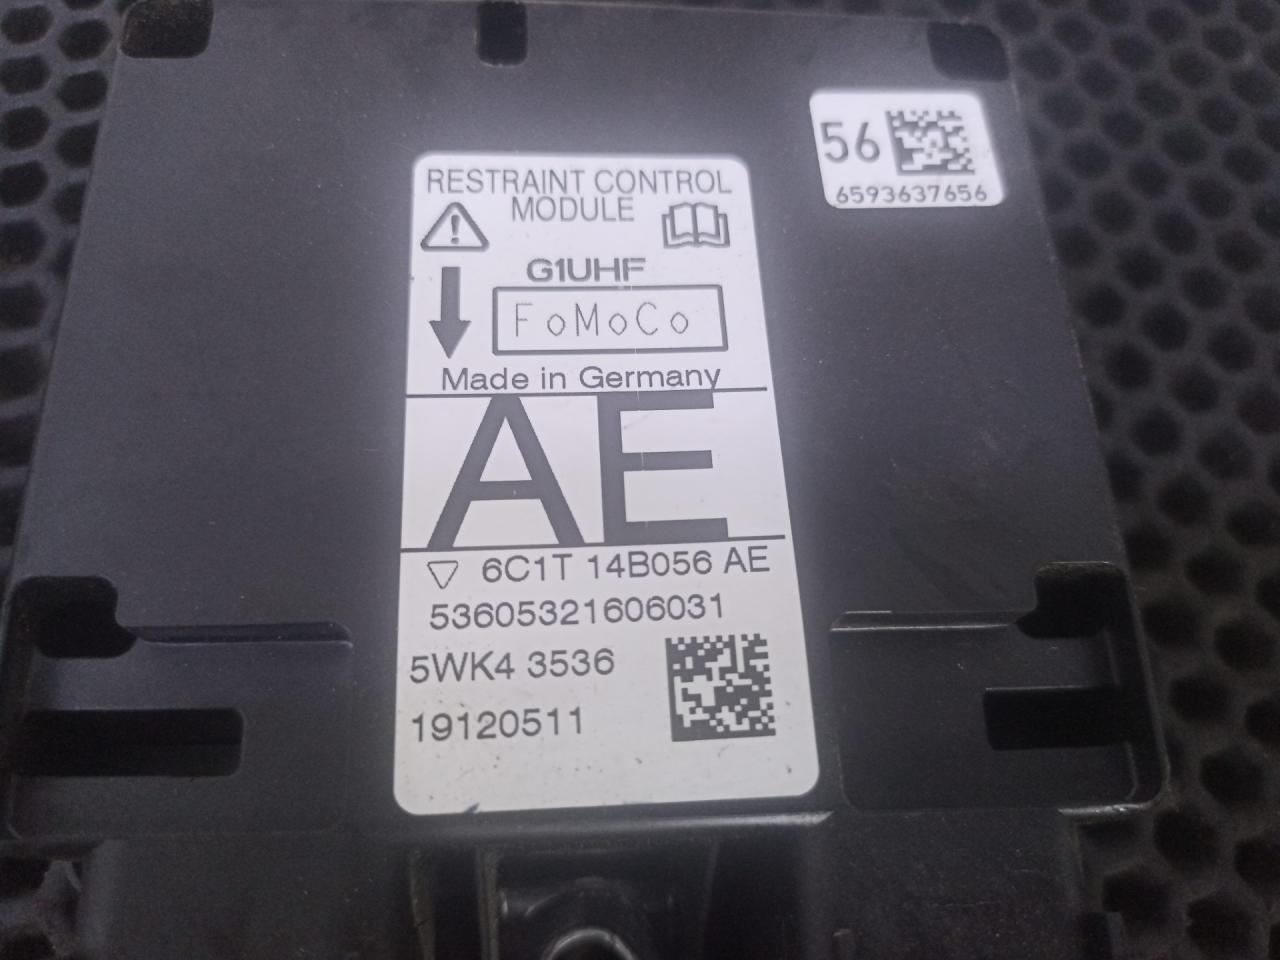 RESTRAINT CONTROL
MODULE
G1UHF
FoMoCo
Made in Germany
AE
6C1T 14B056 AE
53605321606031
5WK4 3536
19120511
56
6593637656